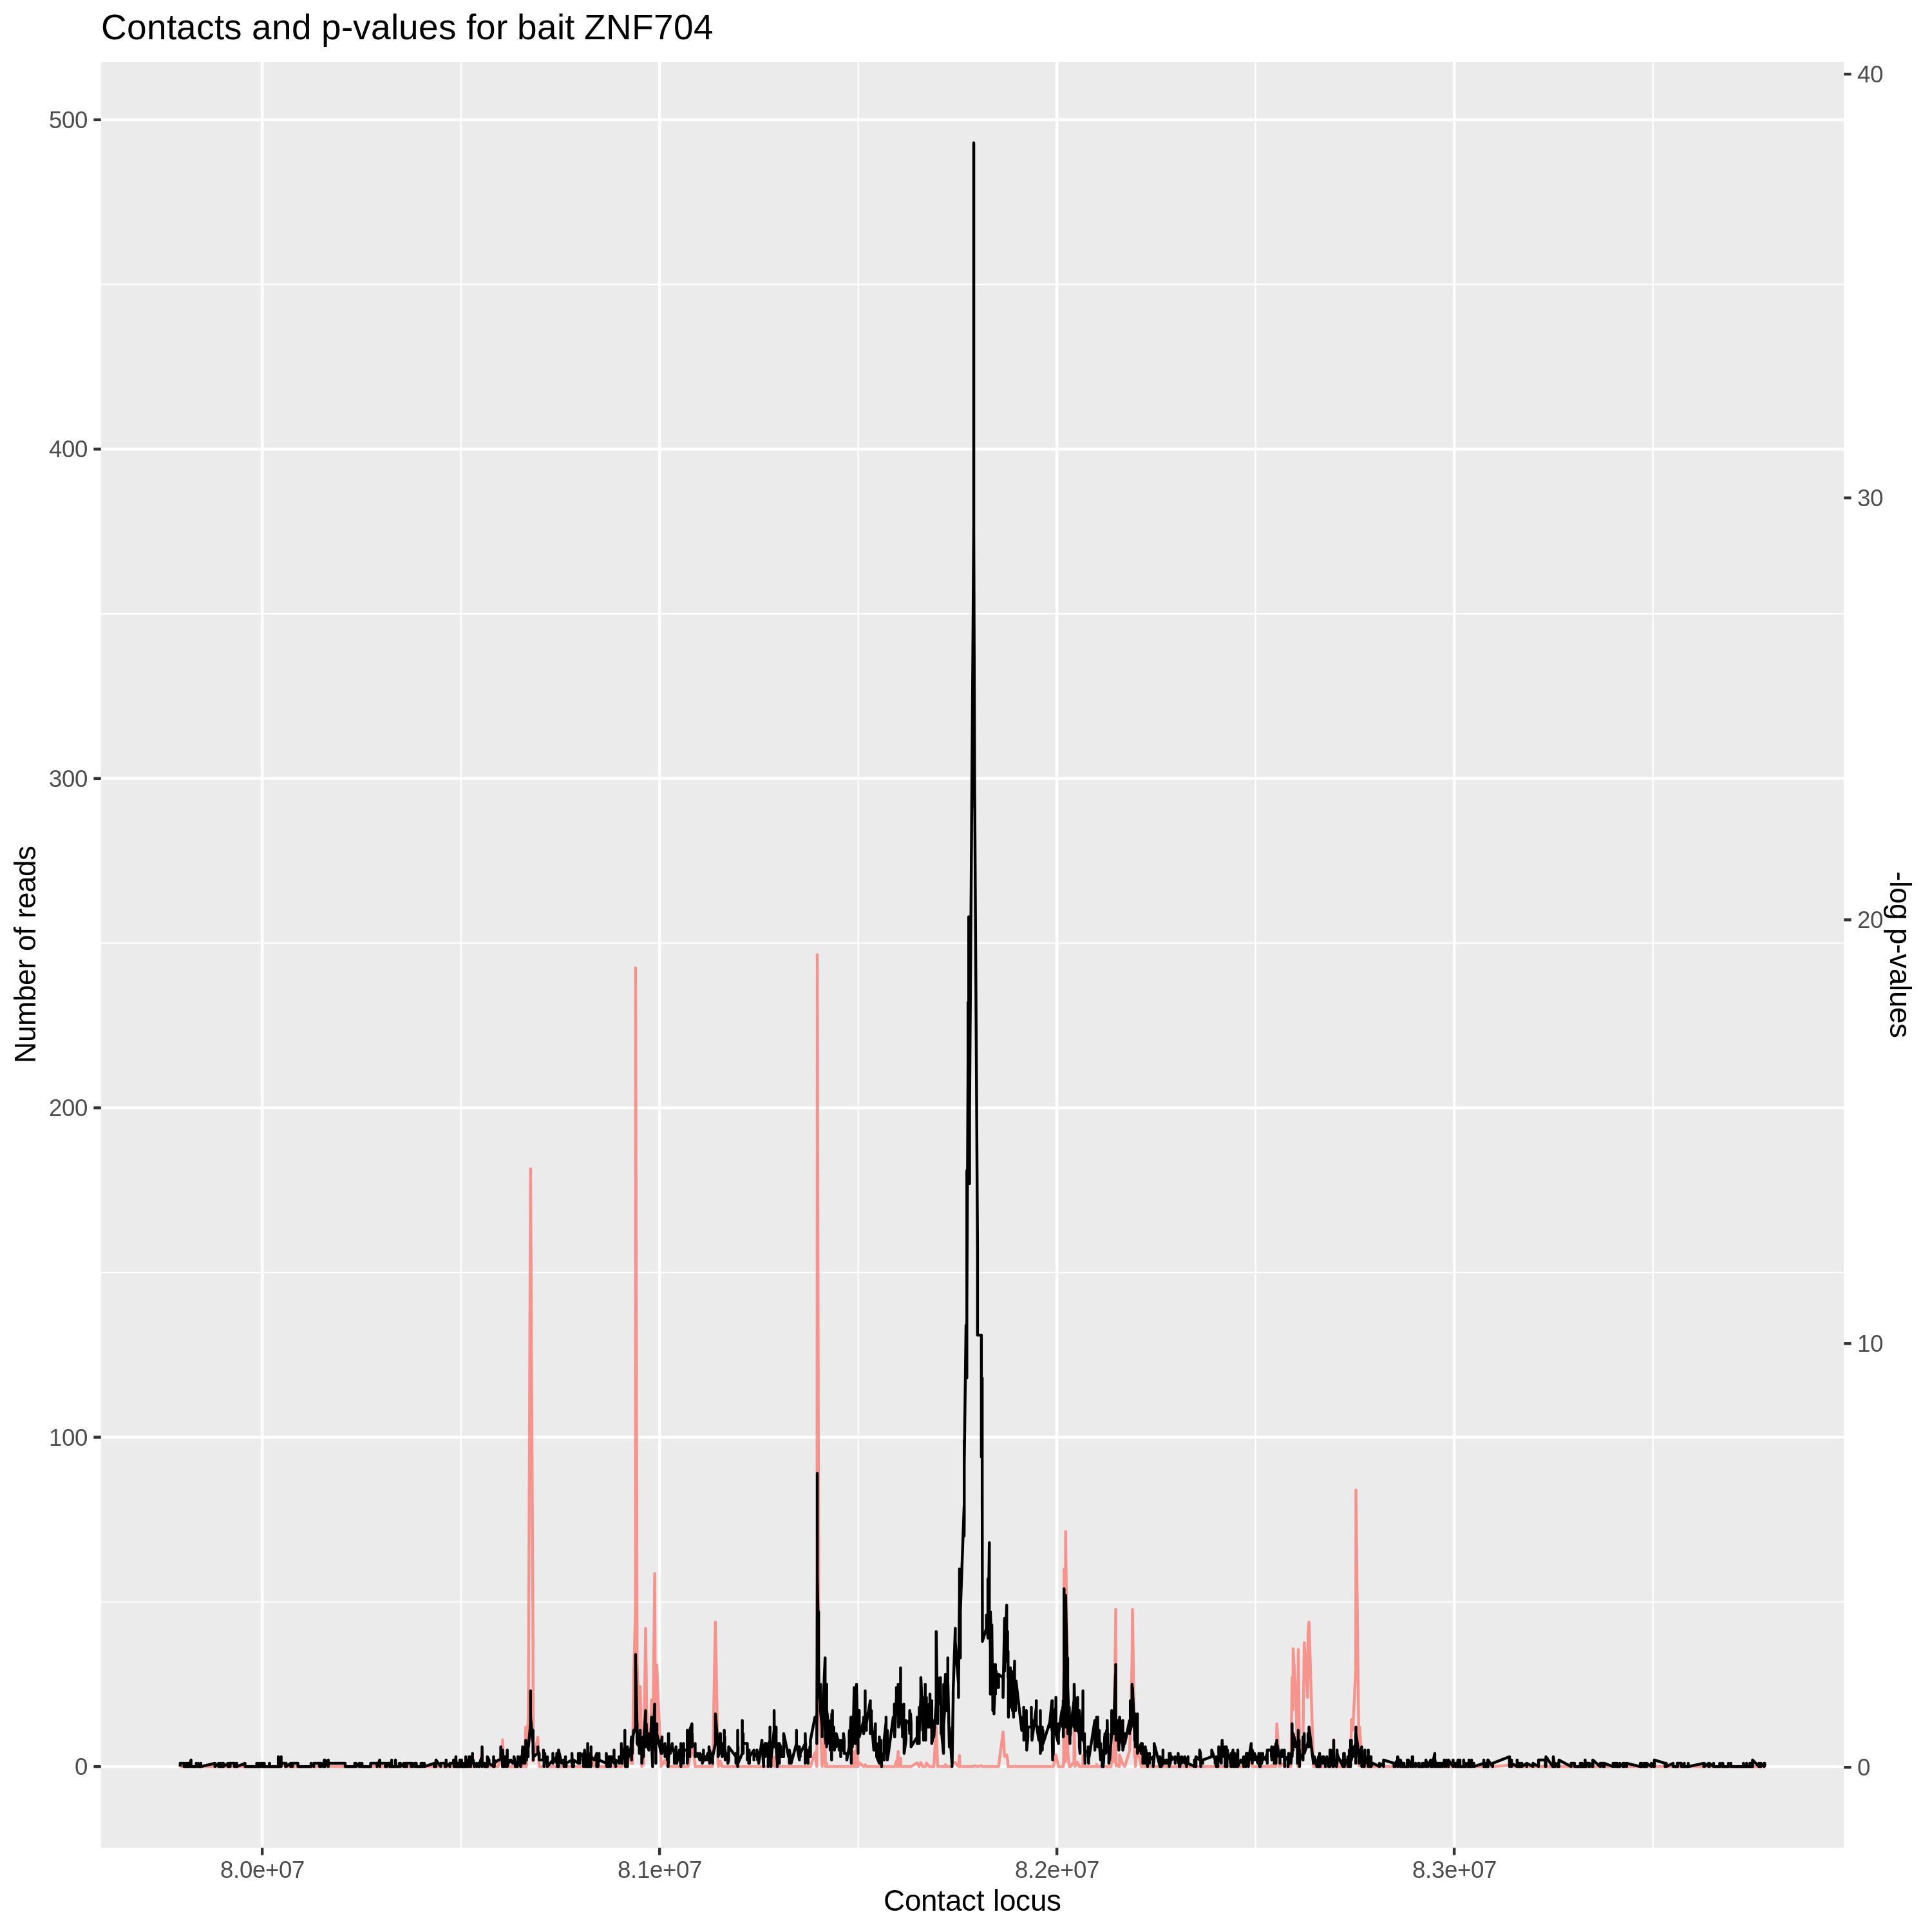 Contacts and p-values for bait ZNF704
500
400
300
200
100
0
Number of reads
40
30
20
10
0
-log p-values
8.0e+07
8.1e+07
8.2e+07
8.3e+07
Contact locus